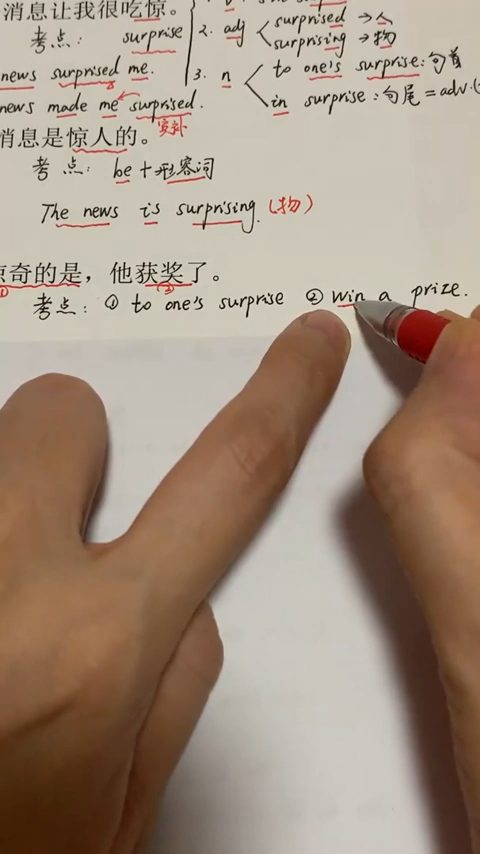 消息让我很吃惊。
考点： surprise
2. adj surprised → 人
surprising → 物
3. n to one's surprise：句首
in surprise：句尾 = adv.
news surprised me.
news made me surprised.
宾补
消息是惊人的。
考点：be + 形容词
The news is surprising.（物）
惊奇的是，他获奖了。
① ②
考点：① to one's surprise ② win a prize.